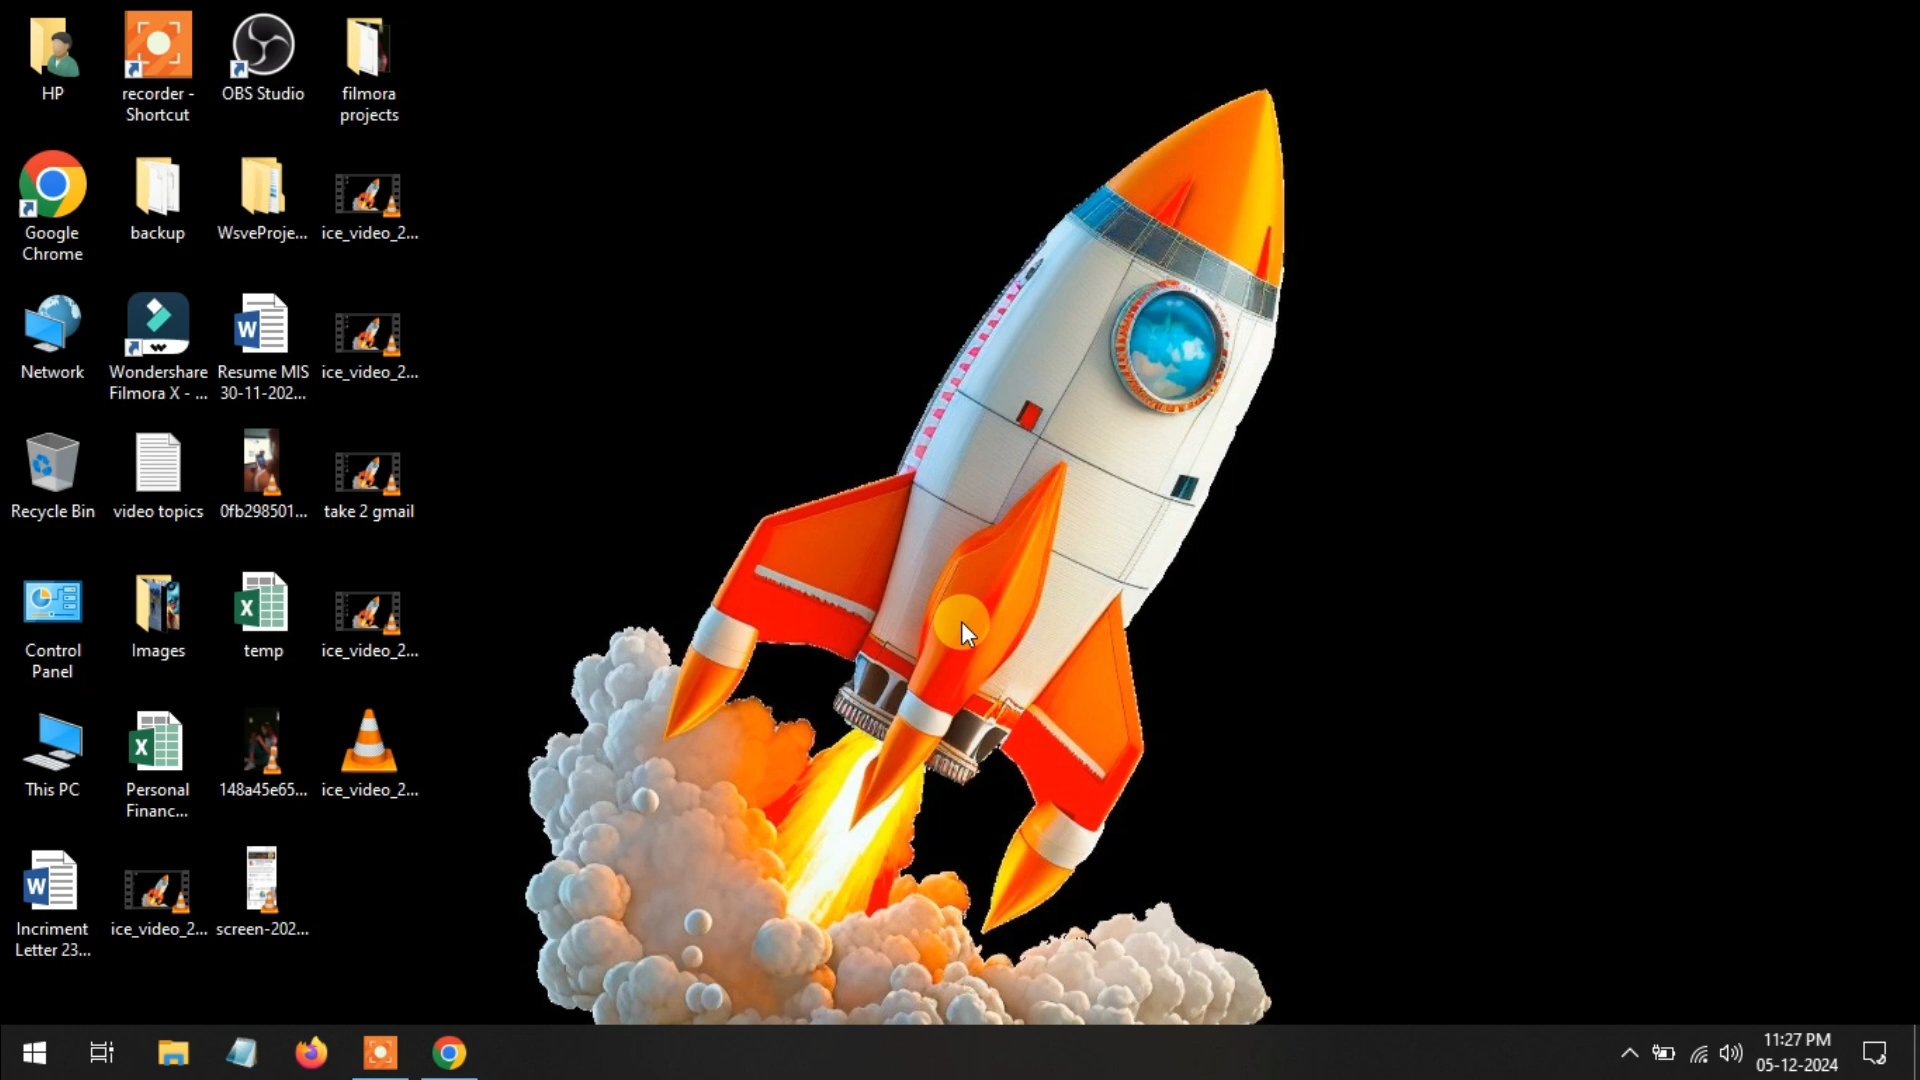 HP
recorder -
Shortcut
OBS Studio
filmora
projects
Google
Chrome
backup
WsveProje...
ice_video_2...
Network
Wondershare
Filmora X - ...
Resume MIS
30-11-202...
ice_video_2...
Recycle Bin
video topics
0fb298501...
take 2 gmail
Control
Panel
Images
temp
ice_video_2...
This PC
Personal
Financ...
148a45e65...
ice_video_2...
Incriment
Letter 23...
ice_video_2...
screen-202...
11:27 PM
05-12-2024